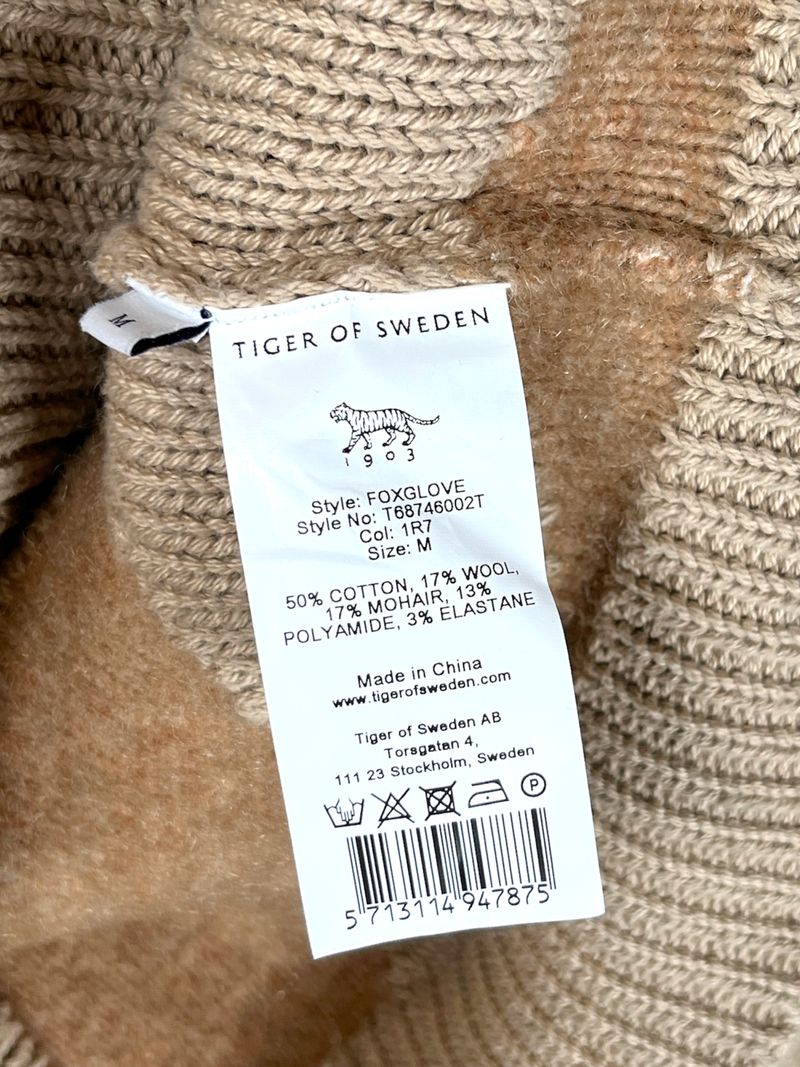 M
TIGER OF SWEDEN
1903
Style: FOXGLOVE
Style No: T68746002T
Col: 1R7
Size: M
50% COTTON, 17% WOOL,
17% MOHAIR, 13%
POLYAMIDE, 3% ELASTANE
Made in China
www.tigerofsweden.com
Tiger of Sweden AB
Torsgatan 4,
111 23 Stockholm, Sweden
P
5 713114 947875